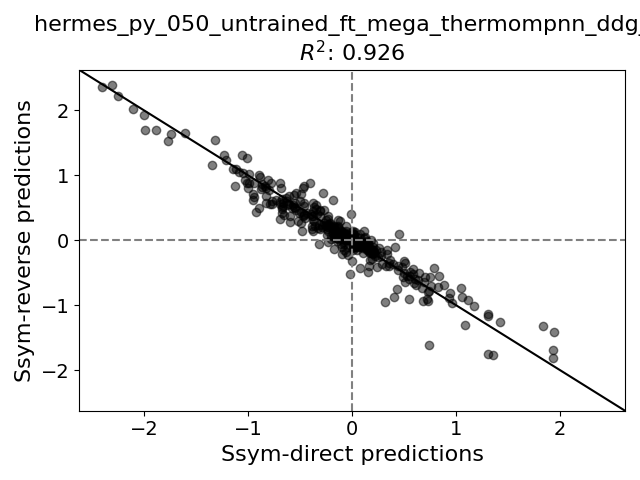 hermes_py_050_untrained_ft_mega_thermompnn_ddg_
R²: 0.926
2
1
0
−1
−2
Ssym-reverse predictions
−2 −1 0 1 2
Ssym-direct predictions